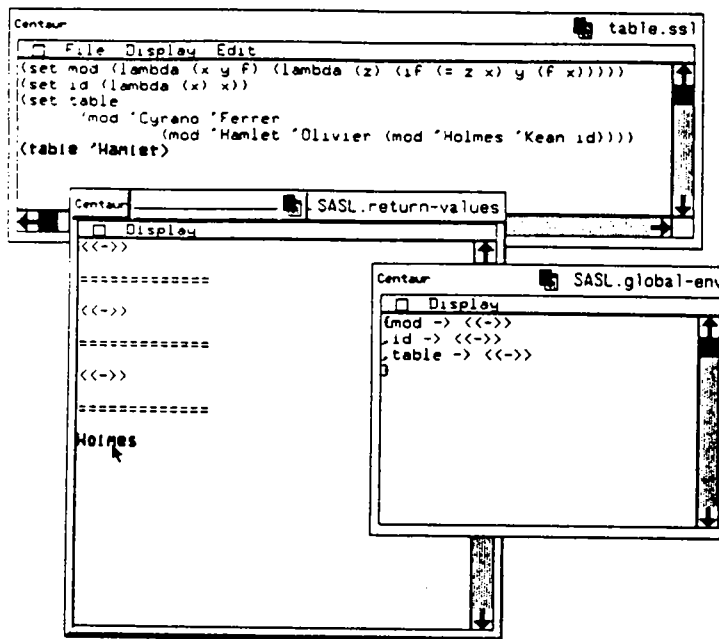 Centaur table.ssl
File Display Edit
(set mod (lambda (x y f) (lambda (z) (if (= z x) y (f x)))))
(set id (lambda (x) x))
(set table
'mod "Cyrano "Ferrer
(mod "Hamlet "Olivier (mod "Holmes "Kean id))))
(table "Hamlet)
Centaur SASL.return-values
Display
<<->>
=============
<<->>
=============
<<->>
=============
Holmes
Centaur SASL.global-env
Display
{mod -> <<->>
,id -> <<->>
,table -> <<->>
}